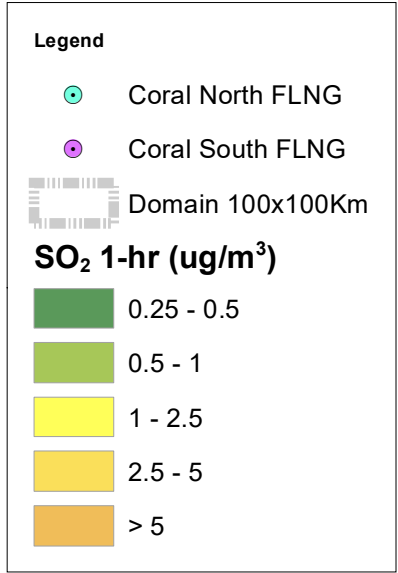 Legend
Coral North FLNG
Coral South FLNG
Domain 100x100Km
SO₂ 1-hr (ug/m³)
0.25 - 0.5
0.5 - 1
1 - 2.5
2.5 - 5
> 5